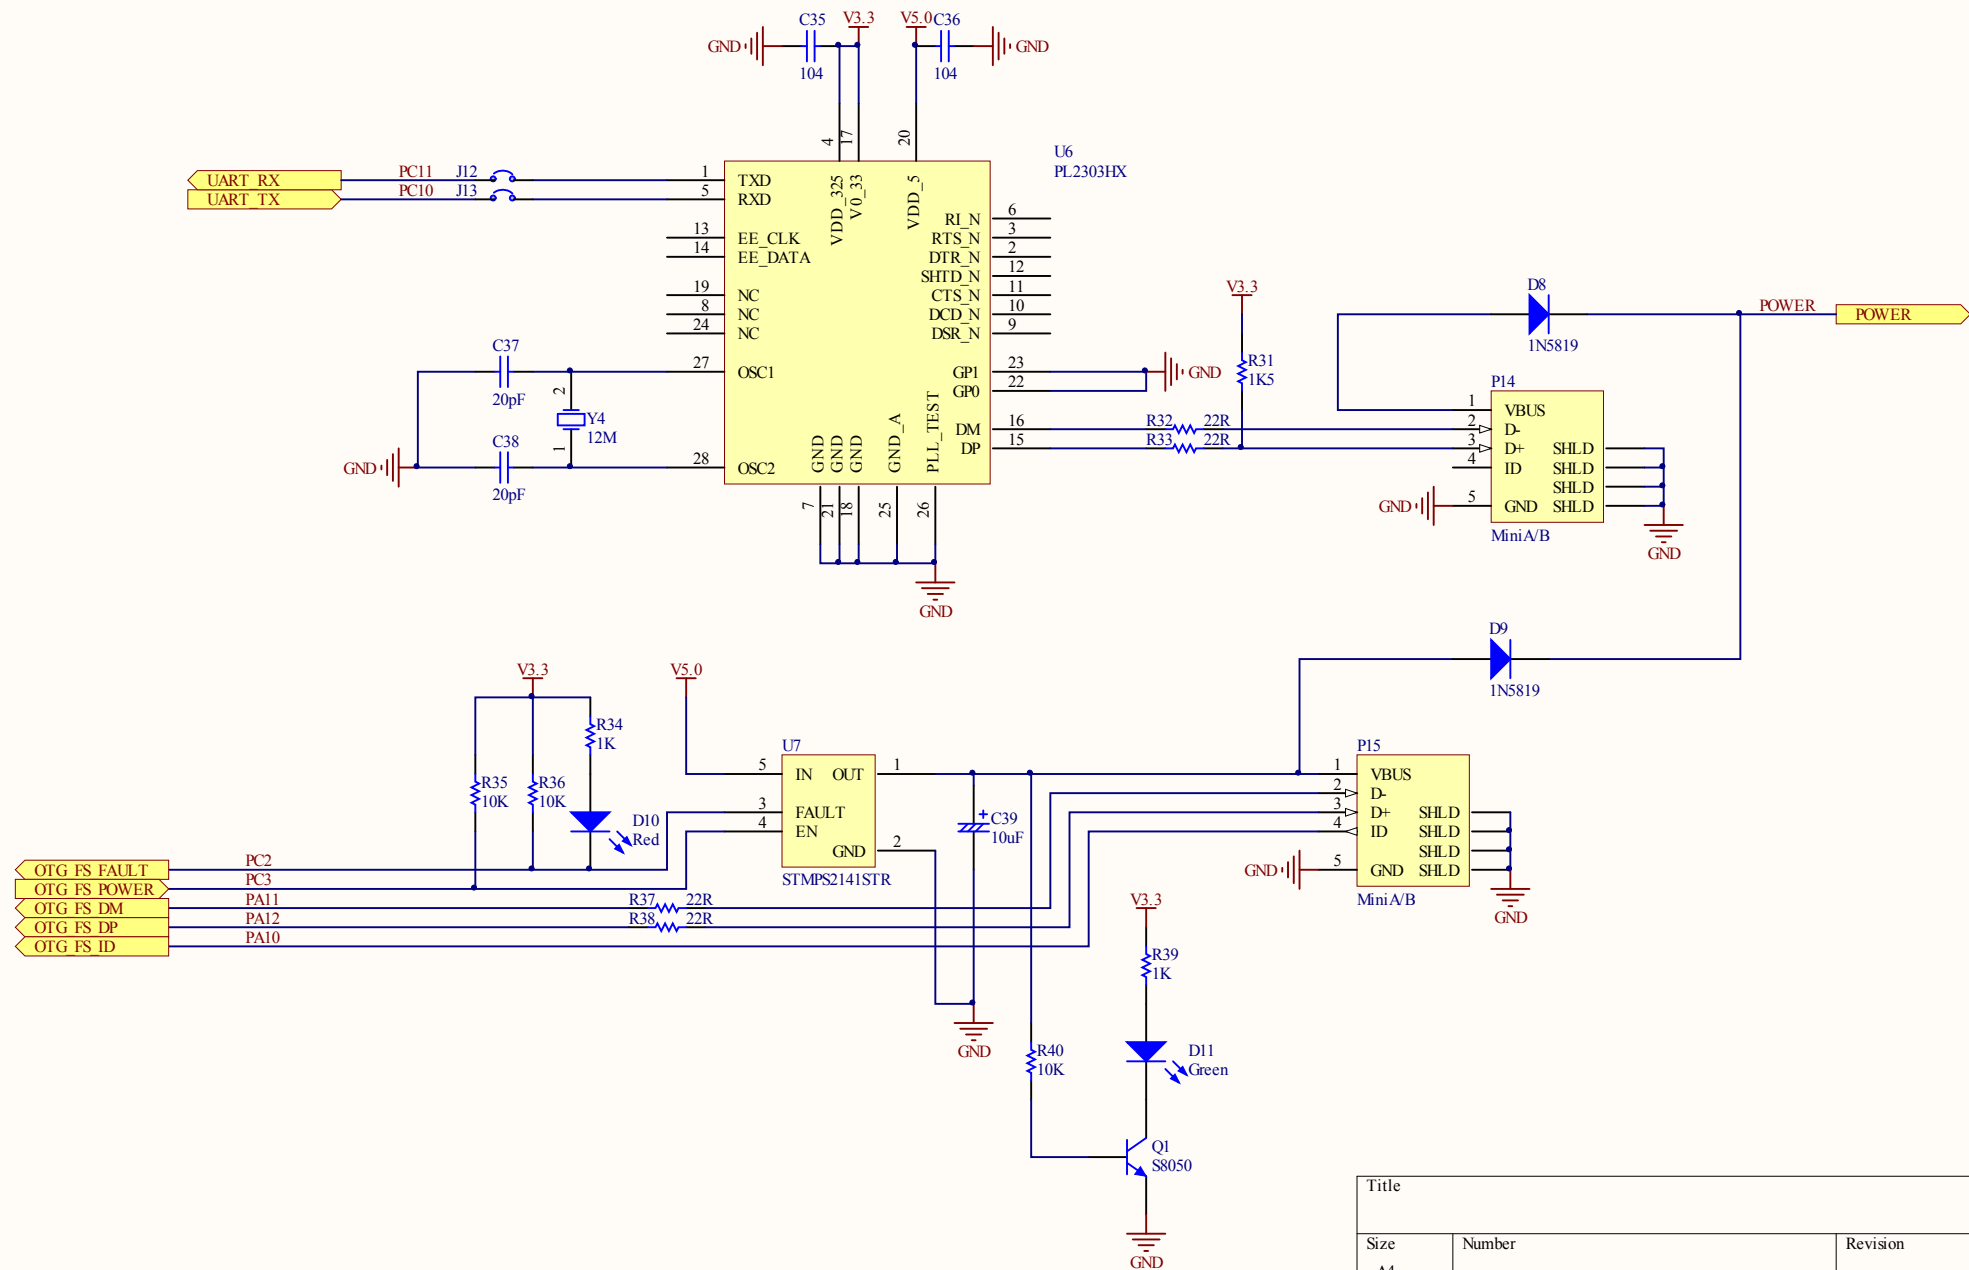 C35 V3.3 V5.0 C36
GND GND
104 104
4 17 20
U6
PL2303HX
UART_RX PC11 J12 1 TXD
UART_TX PC10 J13 5 RXD
VDD_325 V0_33 VDD_5
13 EE_CLK
14 EE_DATA
19 NC
8 NC
24 NC
RI_N 6
RTS_N 3
DTR_N 2
SHTD_N 12
CTS_N 11
DCD_N 10
DSR_N 9
C37
20pF
27 OSC1
2
Y4
12M
1
C38
20pF
GND
28 OSC2
GP1 23
GP0 22
GND
DM 16
DP 15
GND GND GND GND_A PLL_TEST
7 21 18 25 26
GND
V3.3
R31
1K5
R32 22R
R33 22R
D8
1N5819
POWER POWER
P14
1 VBUS
2 D-
3 D+ SHLD
4 ID SHLD
SHLD
GND 5 GND SHLD
MiniA/B
GND
D9
1N5819
V3.3 V5.0
R34
1K
R35
10K
R36
10K
D10
Red
U7
5 IN OUT 1
3 FAULT
4 EN
GND 2
STMPS2141STR
C39
10uF
P15
1 VBUS
2 D-
3 D+ SHLD
4 ID SHLD
SHLD
GND 5 GND SHLD
MiniA/B
GND
OTG_FS_FAULT PC2
OTG_FS_POWER PC3
OTG_FS_DM PA11 R37 22R
OTG_FS_DP PA12 R38 22R
OTG_FS_ID PA10
GND
V3.3
R39
1K
R40
10K
D11
Green
Q1
S8050
GND
Title
Size Number Revision
A4